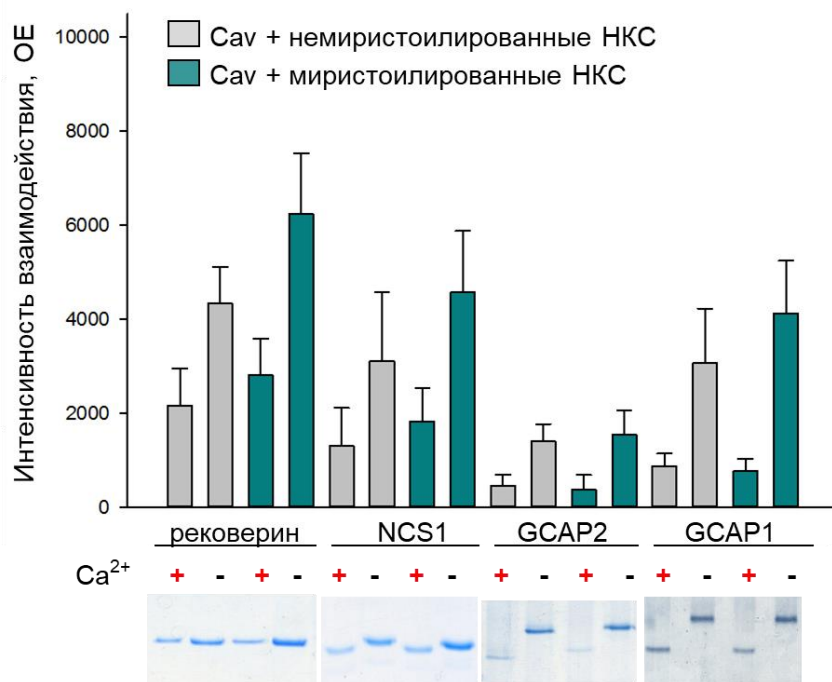 Интенсивность взаимодействия, ОЕ
10000
8000
6000
4000
2000
0
Cav + немиристоилированные НКС
Cav + миристоилированные НКС
рековерин NCS1 GCAP2 GCAP1
Ca²⁺ + - + - + - + - + - + - + - + -